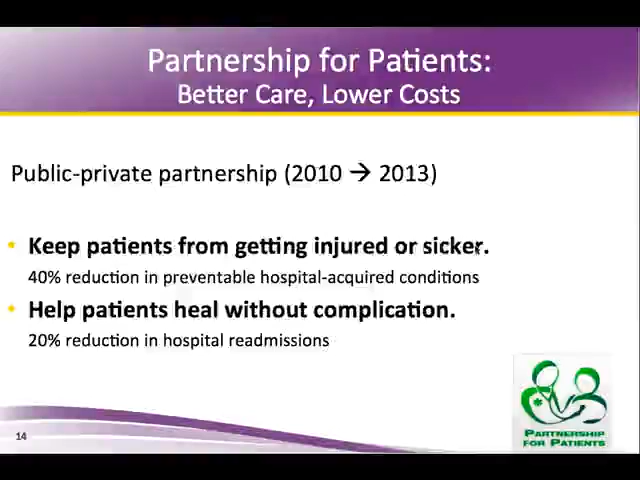 Partnership for Patients:
Better Care, Lower Costs
Public-private partnership (2010 → 2013)
• Keep patients from getting injured or sicker.
40% reduction in preventable hospital-acquired conditions
• Help patients heal without complication.
20% reduction in hospital readmissions
14
PARTNERSHIP
FOR PATIENTS